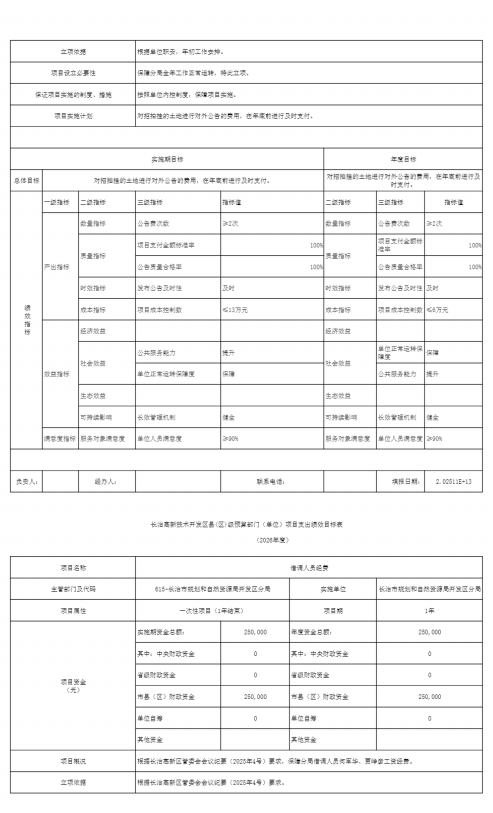 立项依据 根据单位职责，年初工作安排。
项目设立必要性 保障分局全年工作正常运转，特此立项。
保证项目实施的制度、措施 按照单位内控制度，保障项目实施。
项目实施计划 对招拍挂的土地进行对外公告的费用，在年底前进行及时支付。
实施期目标 年度目标
总体目标 对招拍挂的土地进行对外公告的费用，在年底前进行及时支付。 对招拍挂的土地进行对外公告的费用，在年底前进行及时支付。
绩效指标 一级指标 二级指标 三级指标 指标值 二级指标 三级指标 指标值
产出指标 数量指标 公告费次数 ≥2次 数量指标 公告费次数 ≥2次
质量指标 项目支付金额标准率 100% 质量指标 项目支付金额标准率 100%
公告质量合格率 100% 公告质量合格率 100%
时效指标 发布公告及时性 及时 时效指标 发布公告及时性 及时
成本指标 项目成本控制数 ≤13万元 成本指标 项目成本控制数 ≤6万元
效益指标 经济效益 经济效益
社会效益 公共服务能力 提升 社会效益 单位正常运转保障度 保障
单位正常运转保障度 保障 公共服务能力 提升
生态效益 生态效益
可持续影响 长效管理机制 健全 可持续影响 长效管理机制 健全
满意度指标 服务对象满意度 单位人员满意度 ≥90% 服务对象满意度 单位人员满意度 ≥90%
负责人： 经办人： 联系电话： 填报日期： 2.02511E+13
长治高新技术开发区县(区)级预算部门（单位）项目支出绩效目标表
（2026年度）
项目名称 借调人员经费
主管部门及代码 615-长治市规划和自然资源局开发区分局 实施单位 长治市规划和自然资源局开发区分局
项目属性 一次性项目（1年结束） 项目期 1年
项目资金（元） 实施期资金总额： 250,000 年度资金总额： 250,000
其中：中央财政资金 0 其中：中央财政资金 0
省级财政资金 0 省级财政资金 0
市县（区）财政资金 250,000 市县（区）财政资金 250,000
单位自筹 0 单位自筹 0
其他资金 其他资金
项目概况 根据长治高新区管委会会议纪要（2025年4号）要求，保障分局借调人员何军华、贾峰工资经费。
立项依据 根据长治高新区管委会会议纪要（2025年4号）要求。